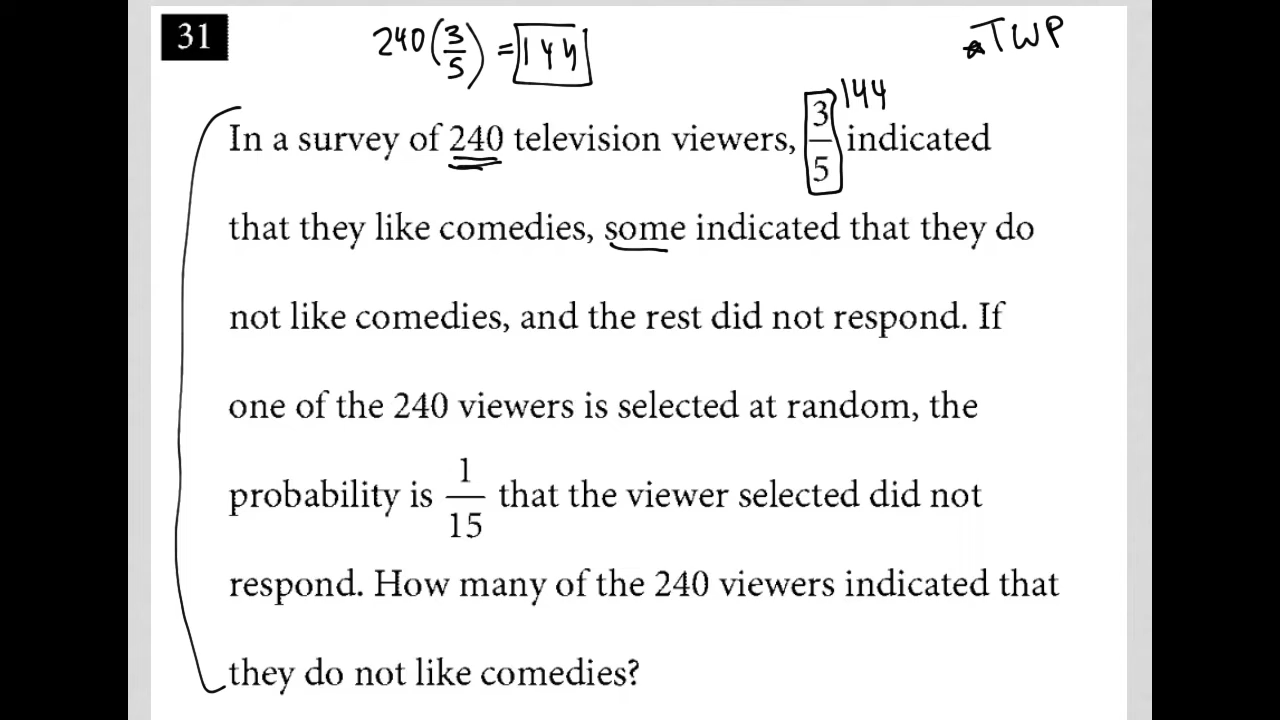 31
240(3/5) = 144
TWP
144
In a survey of 240 television viewers, 3/5 indicated
that they like comedies, some indicated that they do
not like comedies, and the rest did not respond. If
one of the 240 viewers is selected at random, the
probability is 1/15 that the viewer selected did not
respond. How many of the 240 viewers indicated that
they do not like comedies?